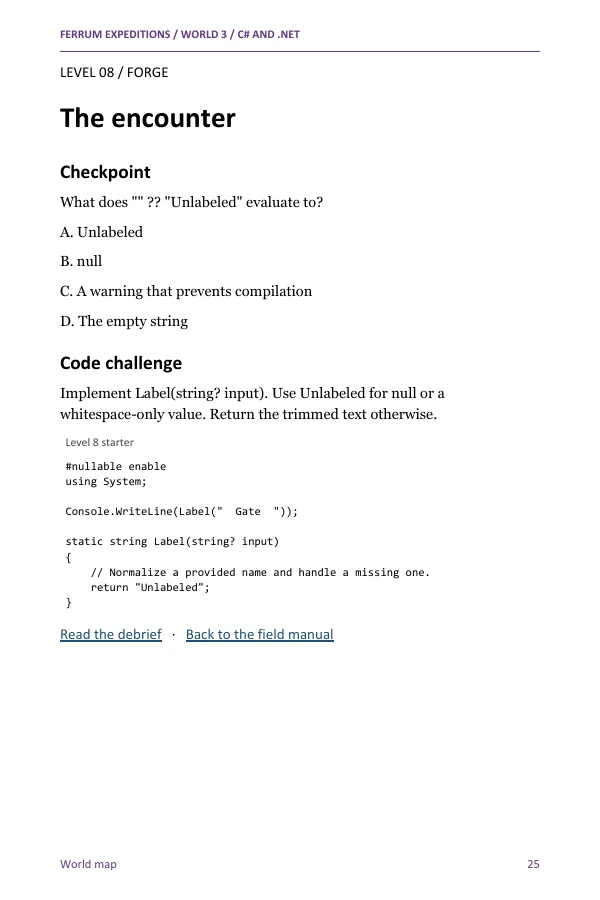 FERRUM EXPEDITIONS / WORLD 3 / C# AND .NET
LEVEL 08 / FORGE
The encounter
Checkpoint
What does "" ?? "Unlabeled" evaluate to?
A. Unlabeled
B. null
C. A warning that prevents compilation
D. The empty string
Code challenge
Implement Label(string? input). Use Unlabeled for null or a
whitespace-only value. Return the trimmed text otherwise.
Level 8 starter
#nullable enable
using System;
Console.WriteLine(Label("  Gate  "));
static string Label(string? input)
{
    // Normalize a provided name and handle a missing one.
    return "Unlabeled";
}
Read the debrief · Back to the field manual
World map 25